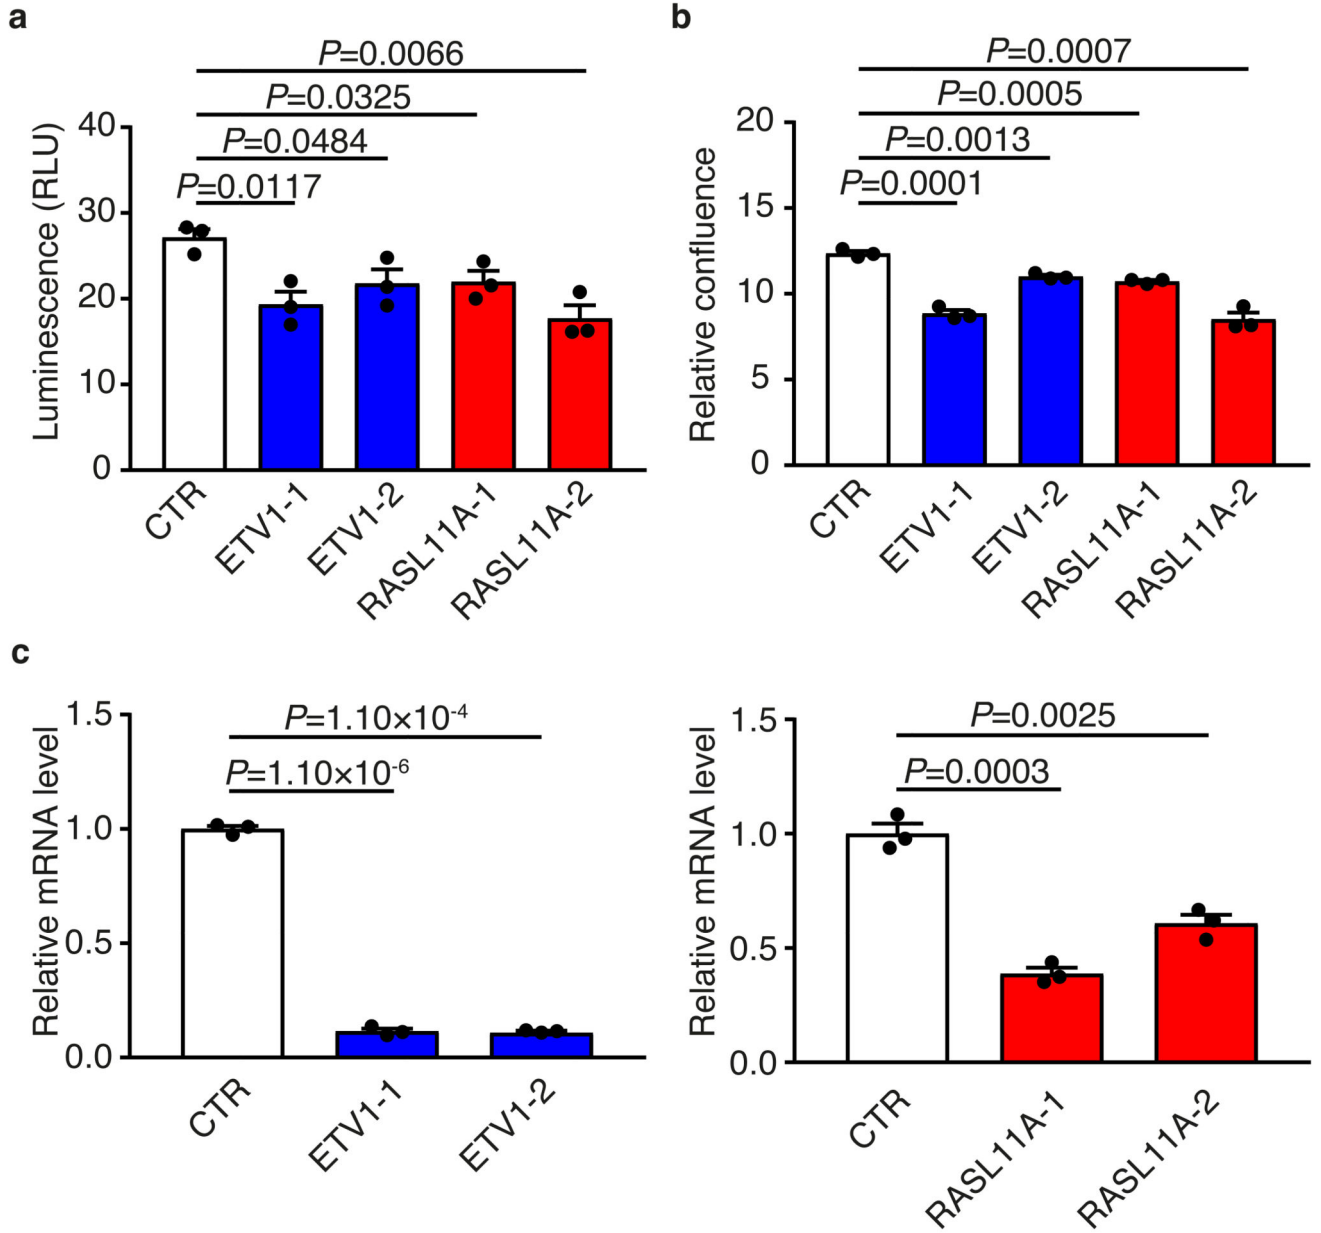 a
P=0.0066
P=0.0325
P=0.0484
P=0.0117
Luminescence (RLU)
40
30
20
10
0
CTR
ETV1-1
ETV1-2
RASL11A-1
RASL11A-2
b
P=0.0007
P=0.0005
P=0.0013
P=0.0001
Relative confluence
20
15
10
5
0
CTR
ETV1-1
ETV1-2
RASL11A-1
RASL11A-2
c
P=1.10×10⁻⁴
P=1.10×10⁻⁶
Relative mRNA level
1.5
1.0
0.5
0.0
CTR
ETV1-1
ETV1-2
P=0.0025
P=0.0003
Relative mRNA level
1.5
1.0
0.5
0.0
CTR
RASL11A-1
RASL11A-2